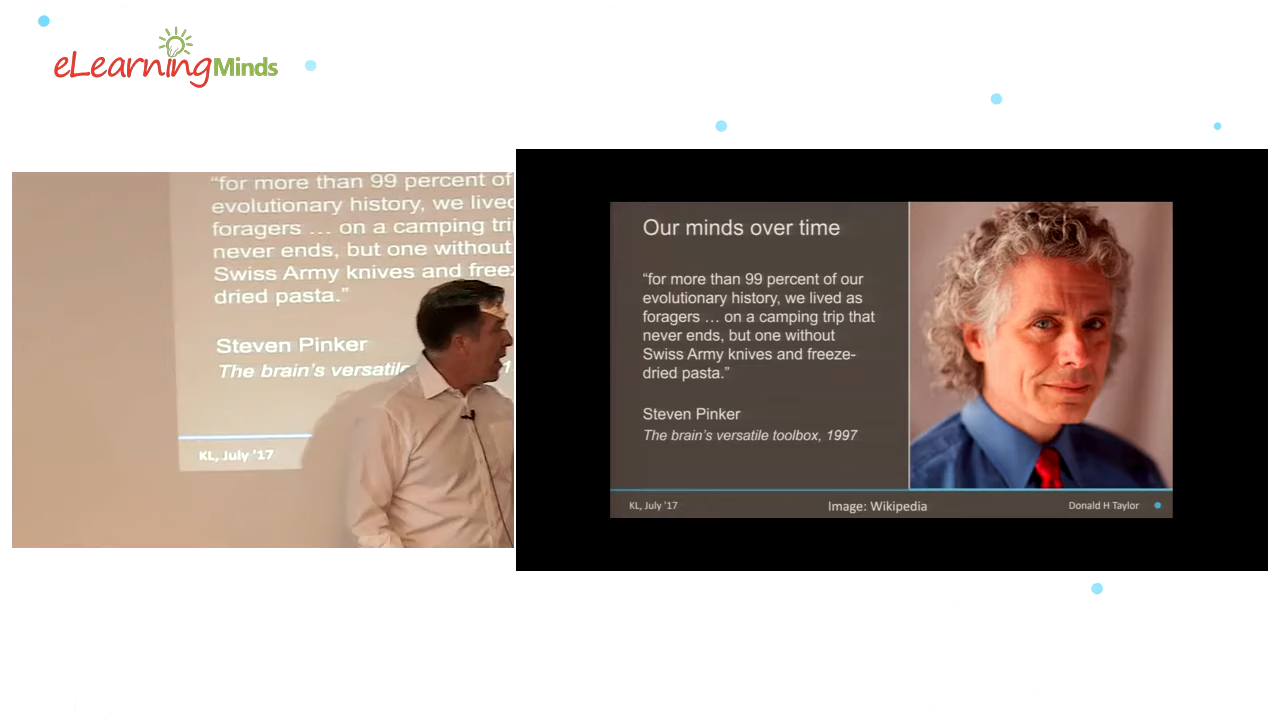 eLearningMinds
“for more than 99 percent of
evolutionary history, we lived
foragers … on a camping tri
never ends, but one without
Swiss Army knives and freeze-
dried pasta.”
Steven Pinker
The brain’s versatile
KL, July '17
Our minds over time
“for more than 99 percent of our
evolutionary history, we lived as
foragers … on a camping trip that
never ends, but one without
Swiss Army knives and freeze-
dried pasta.”
Steven Pinker
The brain’s versatile toolbox, 1997
KL, July '17
Image: Wikipedia
Donald H Taylor